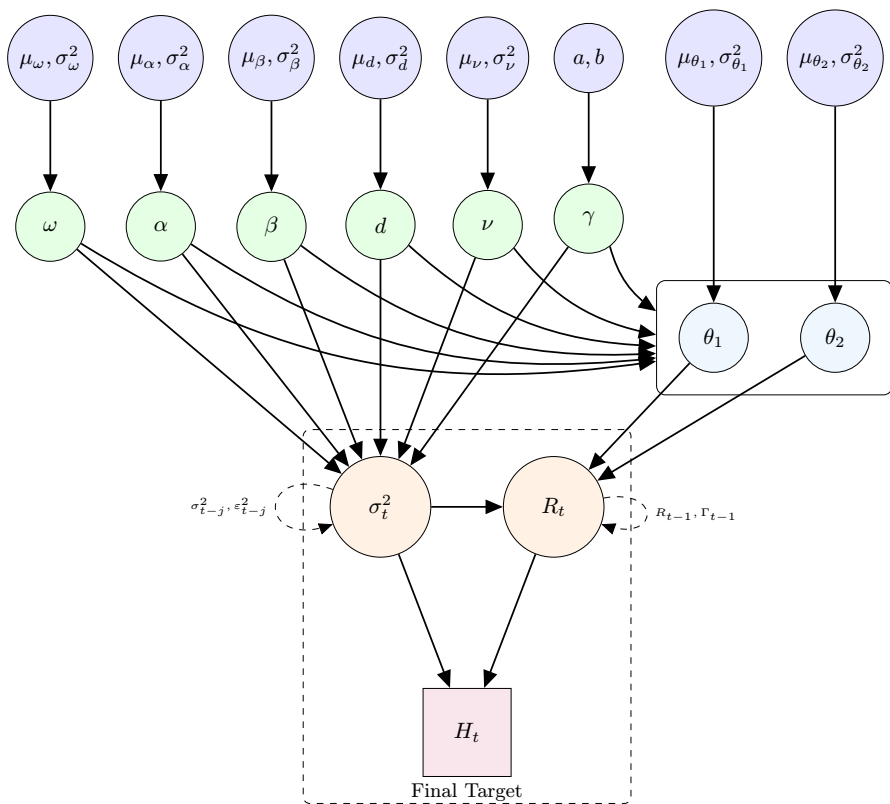 μ_ω, σ²_ω μ_α, σ²_α μ_β, σ²_β μ_d, σ²_d μ_ν, σ²_ν a, b μ_θ₁, σ²_θ₁ μ_θ₂, σ²_θ₂
ω α β d ν γ
θ₁ θ₂
σ²_{t−j}, ε²_{t−j} σ²_t R_t R_{t−1}, Γ_{t−1}
H_t
Final Target